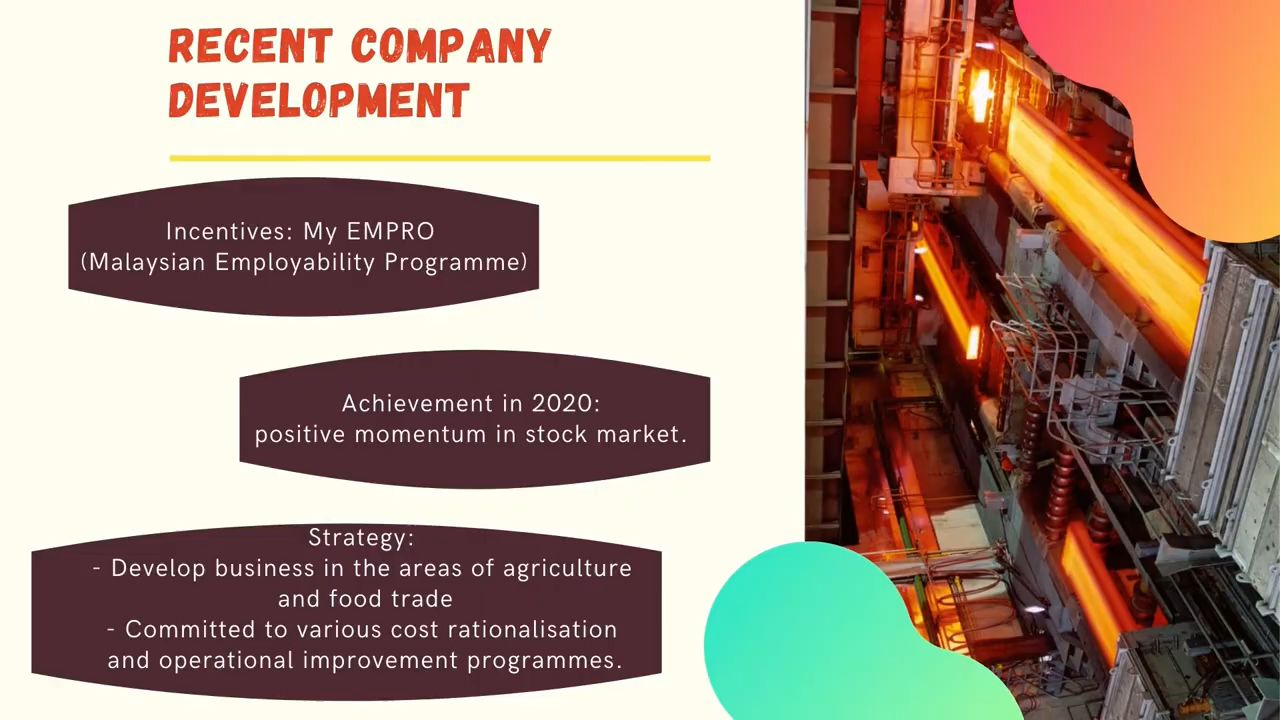 RECENT COMPANY
DEVELOPMENT
Incentives: My EMPRO
(Malaysian Employability Programme)
Achievement in 2020:
positive momentum in stock market.
Strategy:
- Develop business in the areas of agriculture
and food trade
- Committed to various cost rationalisation
and operational improvement programmes.